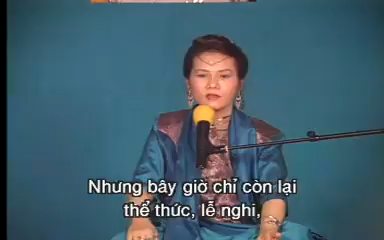 Nhưng bây giờ chỉ còn lại
thể thức, lễ nghi,